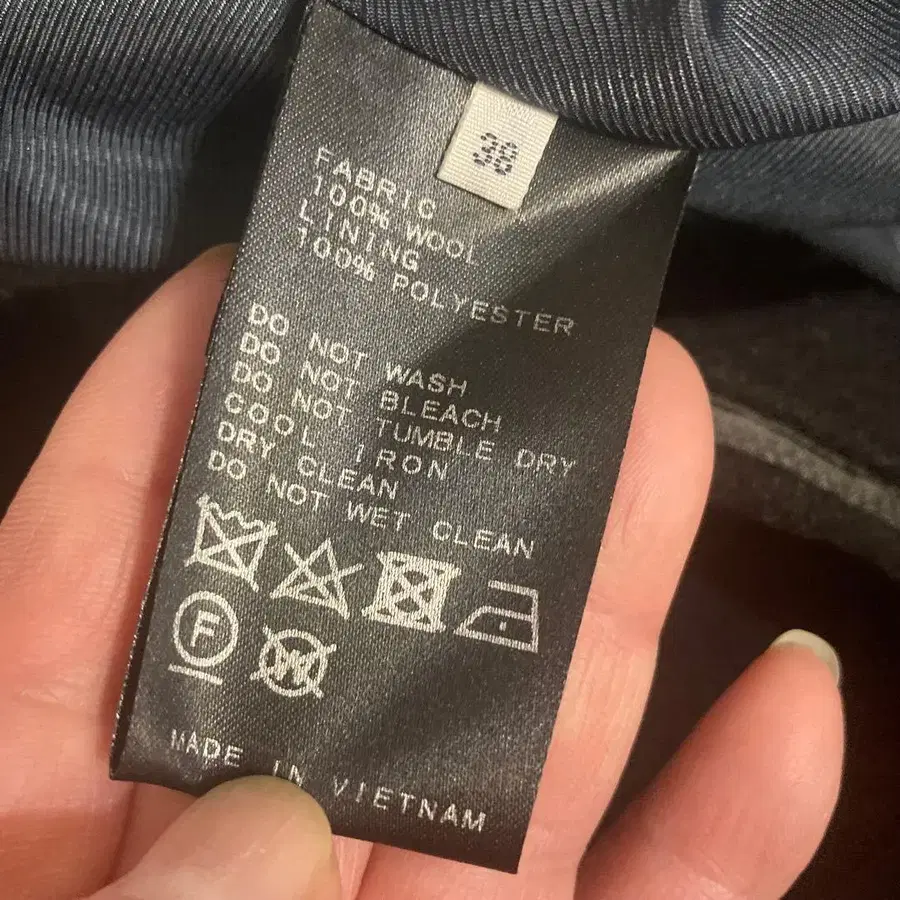 38
FABRIC
100% WOOL
LINING
100% POLYESTER
DO NOT WASH
DO NOT BLEACH
DO NOT TUMBLE DRY
COOL IRON
DRY CLEAN
DO NOT WET CLEAN
F
W
MADE IN VIETNAM